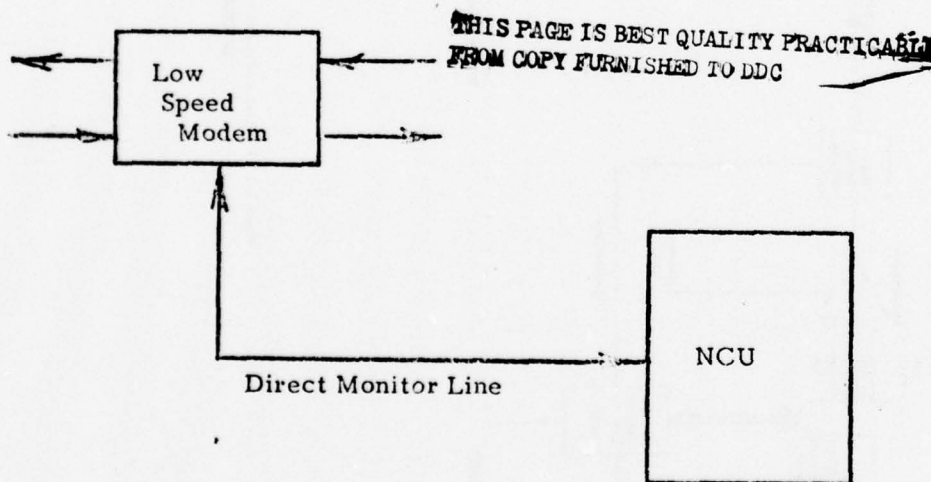 THIS PAGE IS BEST QUALITY PRACTICABLE
FROM COPY FURNISHED TO DDC
Low
Speed
Modem
NCU
Direct Monitor Line